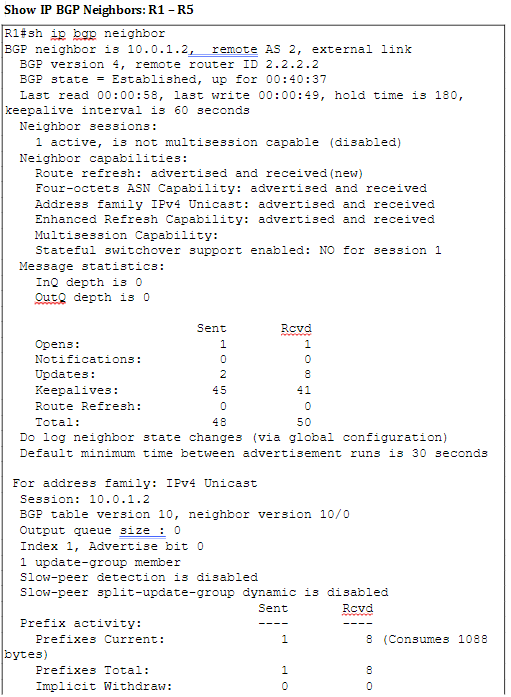 Show IP BGP Neighbors: R1 – R5
R1#sh ip bgp neighbor
BGP neighbor is 10.0.1.2, remote AS 2, external link
BGP version 4, remote router ID 2.2.2.2
BGP state = Established, up for 00:40:37
Last read 00:00:58, last write 00:00:49, hold time is 180,
keepalive interval is 60 seconds
Neighbor sessions:
1 active, is not multisession capable (disabled)
Neighbor capabilities:
Route refresh: advertised and received(new)
Four-octets ASN Capability: advertised and received
Address family IPv4 Unicast: advertised and received
Enhanced Refresh Capability: advertised and received
Multisession Capability:
Stateful switchover support enabled: NO for session 1
Message statistics:
InQ depth is 0
OutQ depth is 0
Sent Rcvd
Opens: 1 1
Notifications: 0 0
Updates: 2 8
Keepalives: 45 41
Route Refresh: 0 0
Total: 48 50
Do log neighbor state changes (via global configuration)
Default minimum time between advertisement runs is 30 seconds
For address family: IPv4 Unicast
Session: 10.0.1.2
BGP table version 10, neighbor version 10/0
Output queue size : 0
Index 1, Advertise bit 0
1 update-group member
Slow-peer detection is disabled
Slow-peer split-update-group dynamic is disabled
Sent Rcvd
Prefix activity: ---- ----
Prefixes Current: 1 8 (Consumes 1088
bytes)
Prefixes Total: 1 8
Implicit Withdraw: 0 0